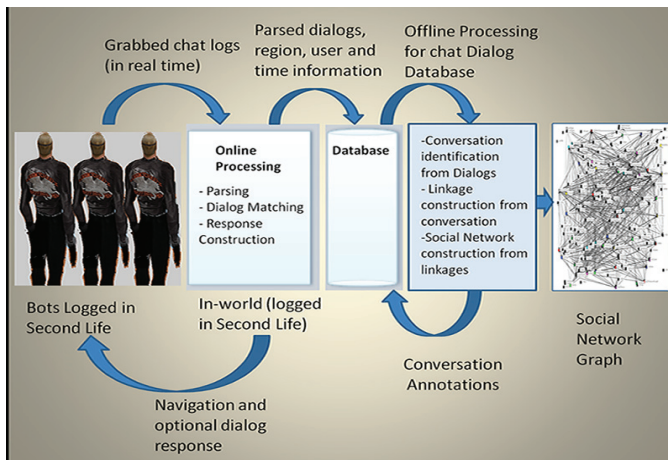 Grabbed chat logs
(in real time)
Parsed dialogs,
region, user and
time information
Offline Processing
for chat Dialog
Database
Online
Processing
- Parsing
- Dialog Matching
- Response
Construction
Database
-Conversation
identification
from Dialogs
- Linkage
construction from
conversation
-Social Network
construction from
linkages
Bots Logged in
Second Life
In-world (logged
in Second Life)
Social
Network
Graph
Conversation
Annotations
Navigation and
optional dialog
response